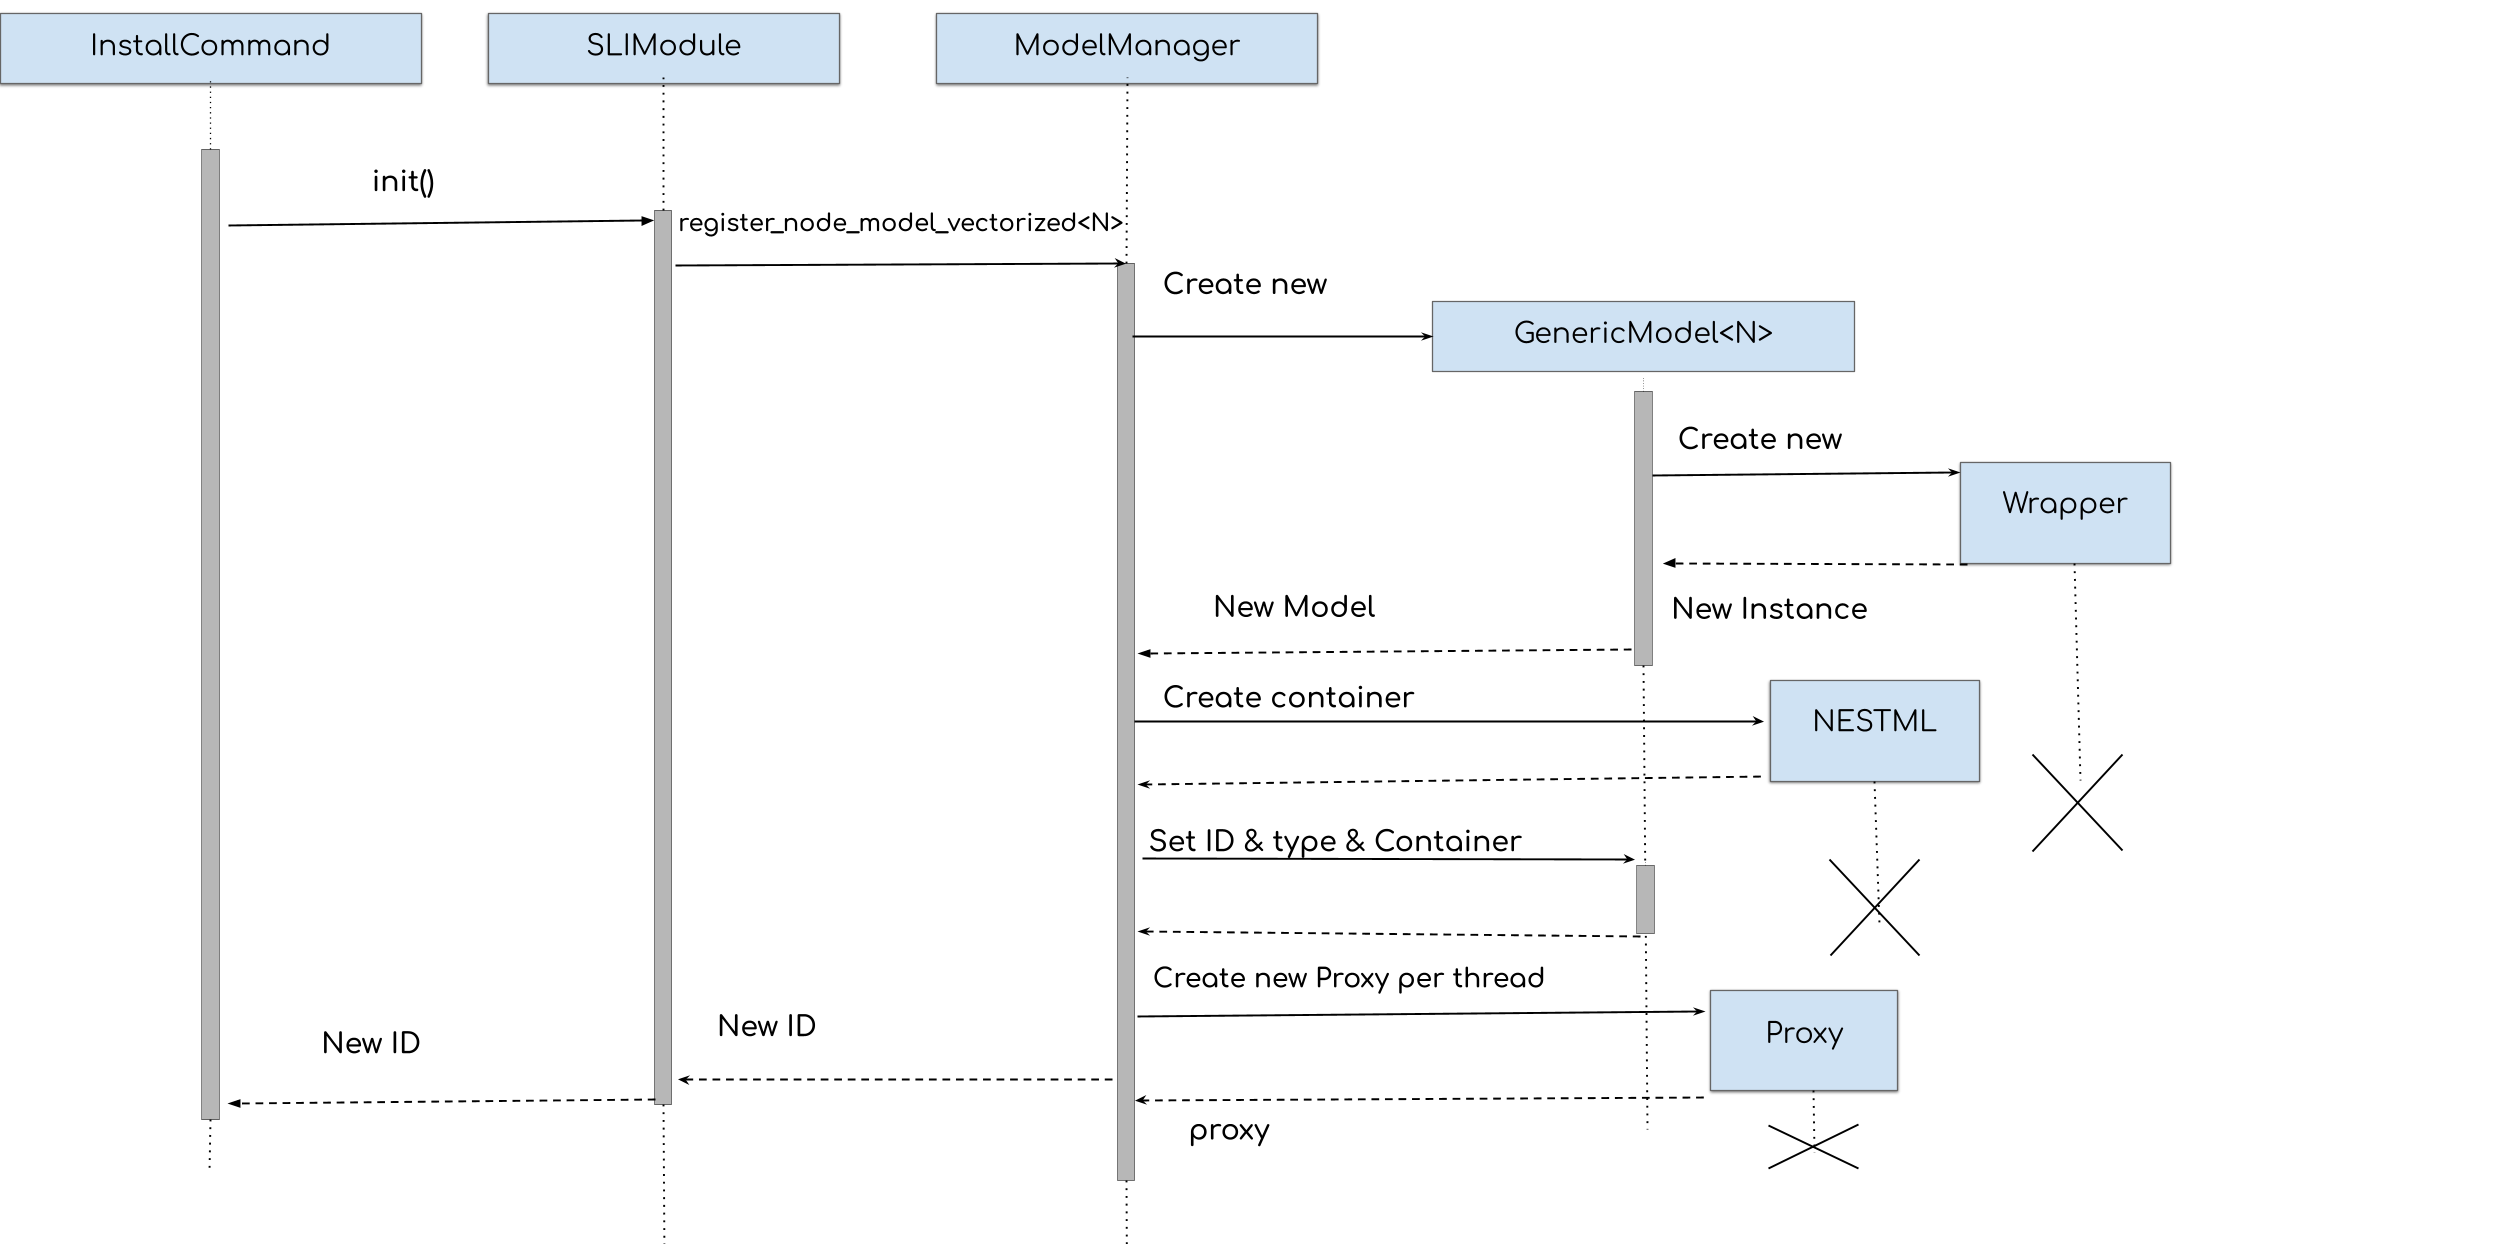 InstallCommand
SLIModule
ModelManager
init()
register_node_model_vectorized<N>
Create new
GenericModel<N>
Create new
Wrapper
New Model
New Instance
Create container
NESTML
Set ID & type & Container
Create new Proxy per thread
New ID
New ID
Proxy
proxy